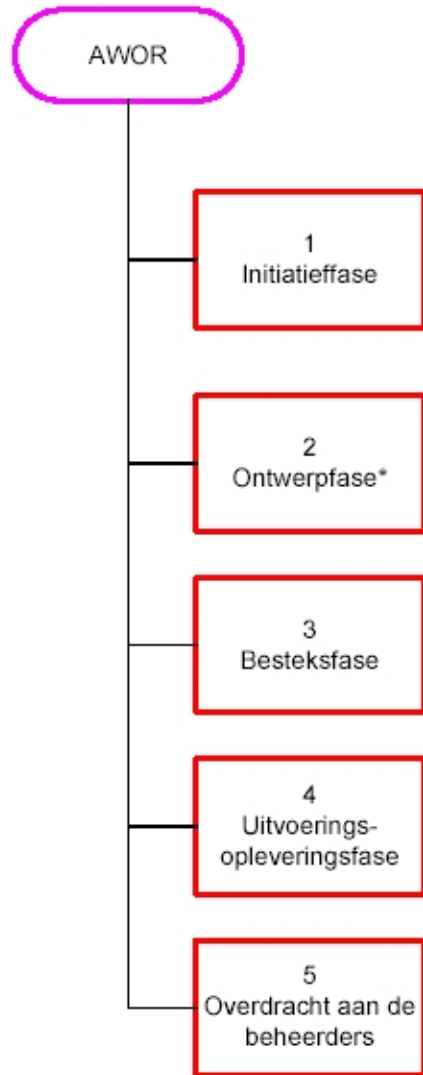 AWOR
1
Initiatieffase
2
Ontwerpfase*
3
Besteksfase
4
Uitvoerings-
opleveringsfase
5
Overdracht aan de
beheerders